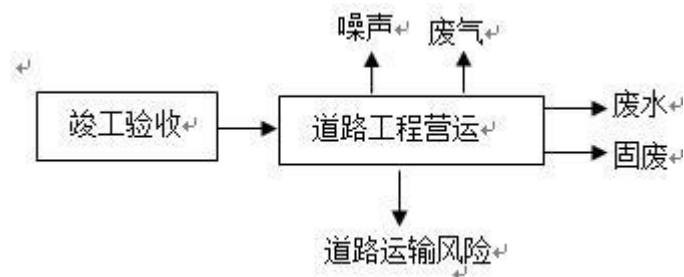 噪声 废气
竣工验收
道路工程营运
废水
固废
道路运输风险